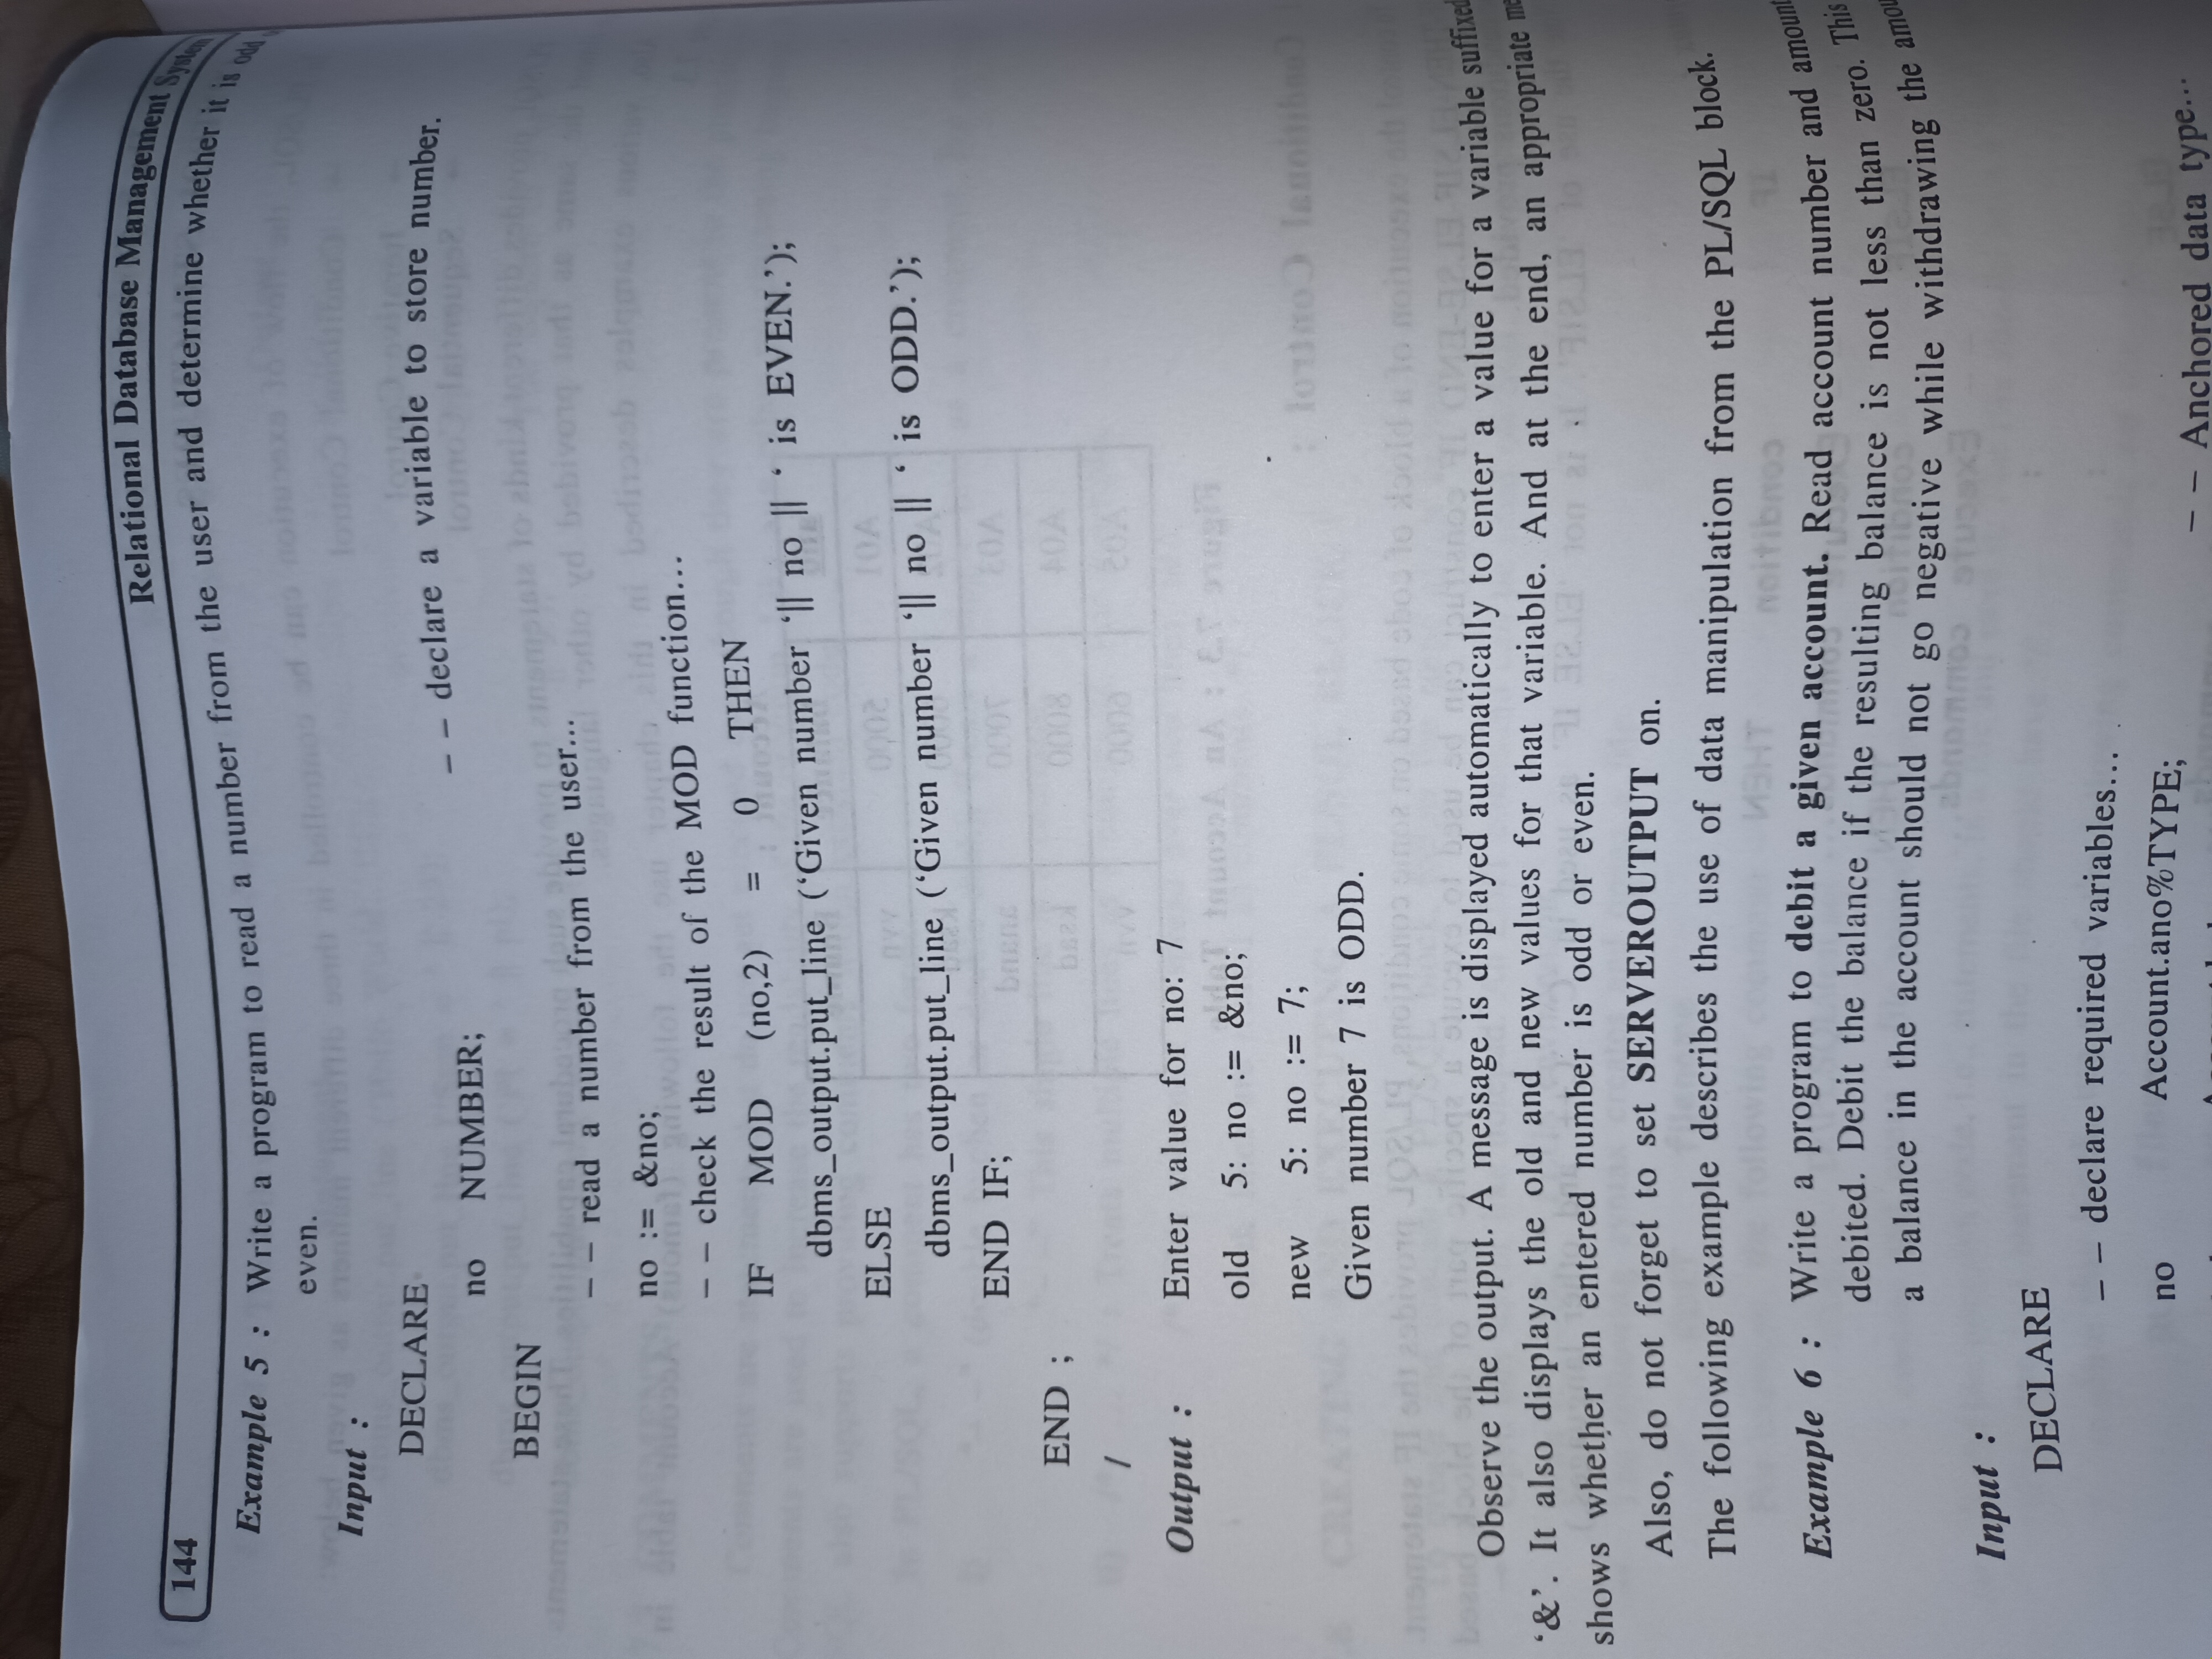 Relational Database Management System
144
Example 5 : Write a program to read a number from the user and determine whether it is odd
even.
Input :
DECLARE
-- declare a variable to store number.
no NUMBER;
BEGIN
-- read a number from the user...
no := &no;
-- check the result of the MOD function...
IF MOD (no,2) = 0 THEN
dbms_output.put_line (‘Given number ‘|| no || ‘ is EVEN.’);
ELSE
dbms_output.put_line (‘Given number ‘|| no || ‘ is ODD.’);
END IF;
END ;
/
Output : Enter value for no: 7
old 5: no := &no;
new 5: no := 7;
Given number 7 is ODD.
Observe the output. A message is displayed automatically to enter a value for a variable suffixed
‘&’. It also displays the old and new values for that variable. And at the end, an appropriate
shows whether an entered number is odd or even.
Also, do not forget to set SERVEROUTPUT on.
The following example describes the use of data manipulation from the PL/SQL block.
Example 6 : Write a program to debit a given account. Read account number and amount
debited. Debit the balance if the resulting balance is not less than zero. This
a balance in the account should not go negative while withdrawing the
Input :
DECLARE
-- declare required variables...
no Account.ano%TYPE;
-- Anchored data type...